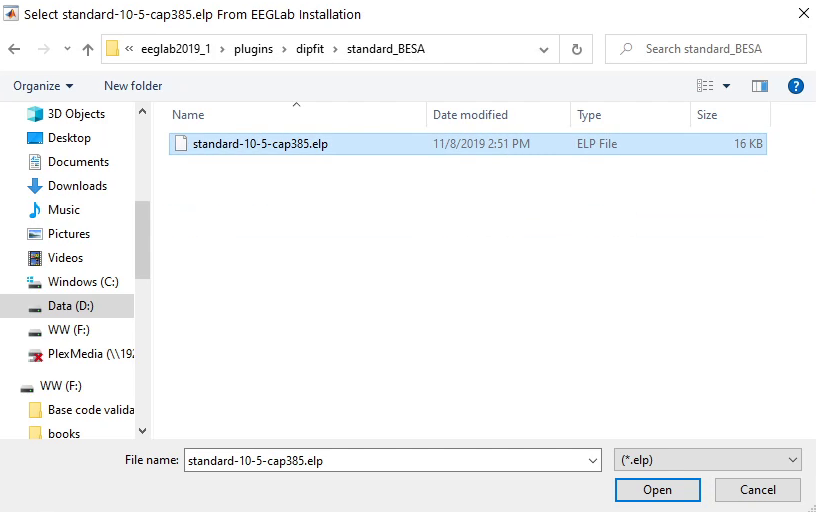 Select standard-10-5-cap385.elp From EEGLab Installation
« eeglab2019_1 > plugins > dipfit > standard_BESA
Search standard_BESA
Organize
New folder
?
Name Date modified Type Size
standard-10-5-cap385.elp 11/8/2019 2:51 PM ELP File 16 KB
3D Objects
Desktop
Documents
Downloads
Music
Pictures
Videos
Windows (C:)
Data (D:)
WW (F:)
PlexMedia (\\192
WW (F:)
Base code valida
books
File name: standard-10-5-cap385.elp
(*.elp)
Open
Cancel